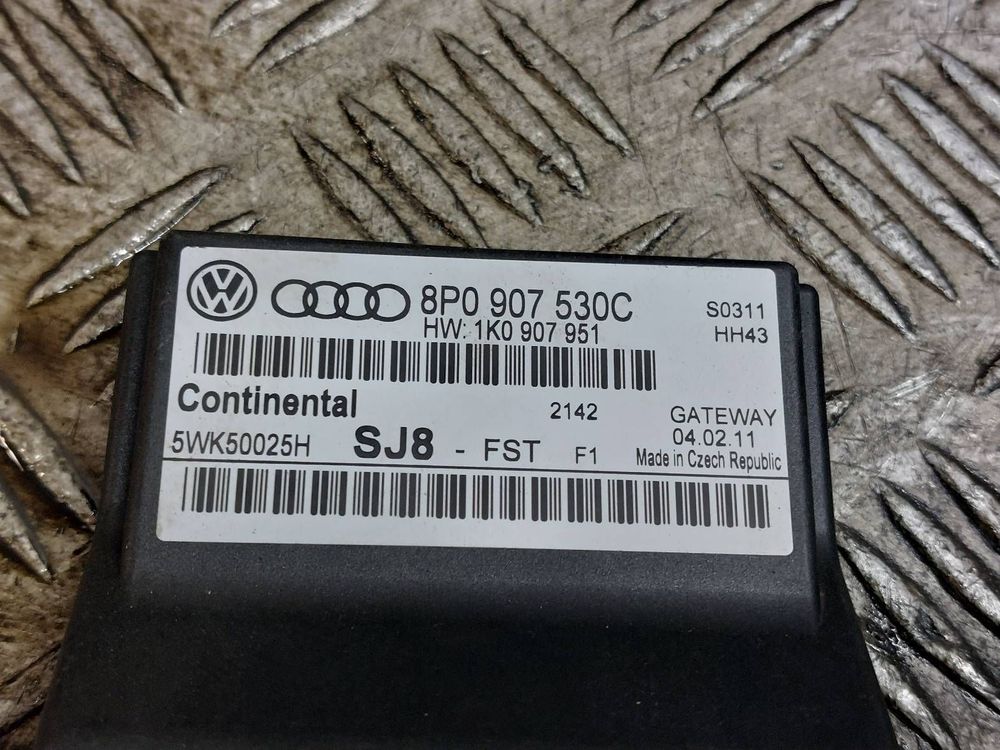 8P0 907 530C
S0311
HW: 1K0 907 951
HH43
Continental
2142
GATEWAY
5WK50025H SJ8 - FST F1
04.02.11
Made in Czech Republic